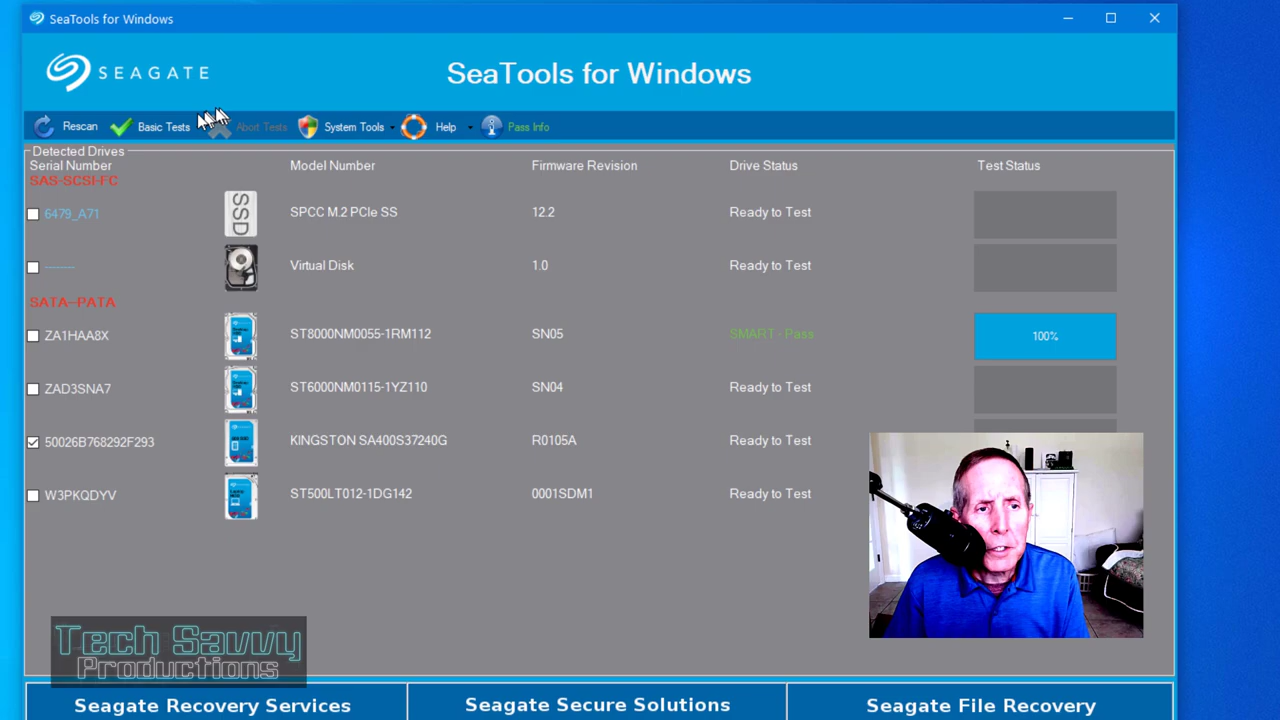 SeaTools for Windows
SEAGATE
SeaTools for Windows
Rescan Basic Tests Abort Tests System Tools Help Pass Info
Detected Drives
Serial Number Model Number Firmware Revision Drive Status Test Status
SAS-SCSI-FC
6479_A71 SSD SPCC M.2 PCIe SS 12.2 Ready to Test
-------- Virtual Disk 1.0 Ready to Test
SATA--PATA
ZA1HAA8X ST8000NM0055-1RM112 SN05 SMART - Pass 100%
ZAD3SNA7 ST6000NM0115-1YZ110 SN04 Ready to Test
50026B768292F293 KINGSTON SA400S37240G R0105A Ready to Test
W3PKQDYV ST500LT012-1DG142 0001SDM1 Ready to Test
Tech Savvy
Productions
Seagate Recovery Services Seagate Secure Solutions Seagate File Recovery